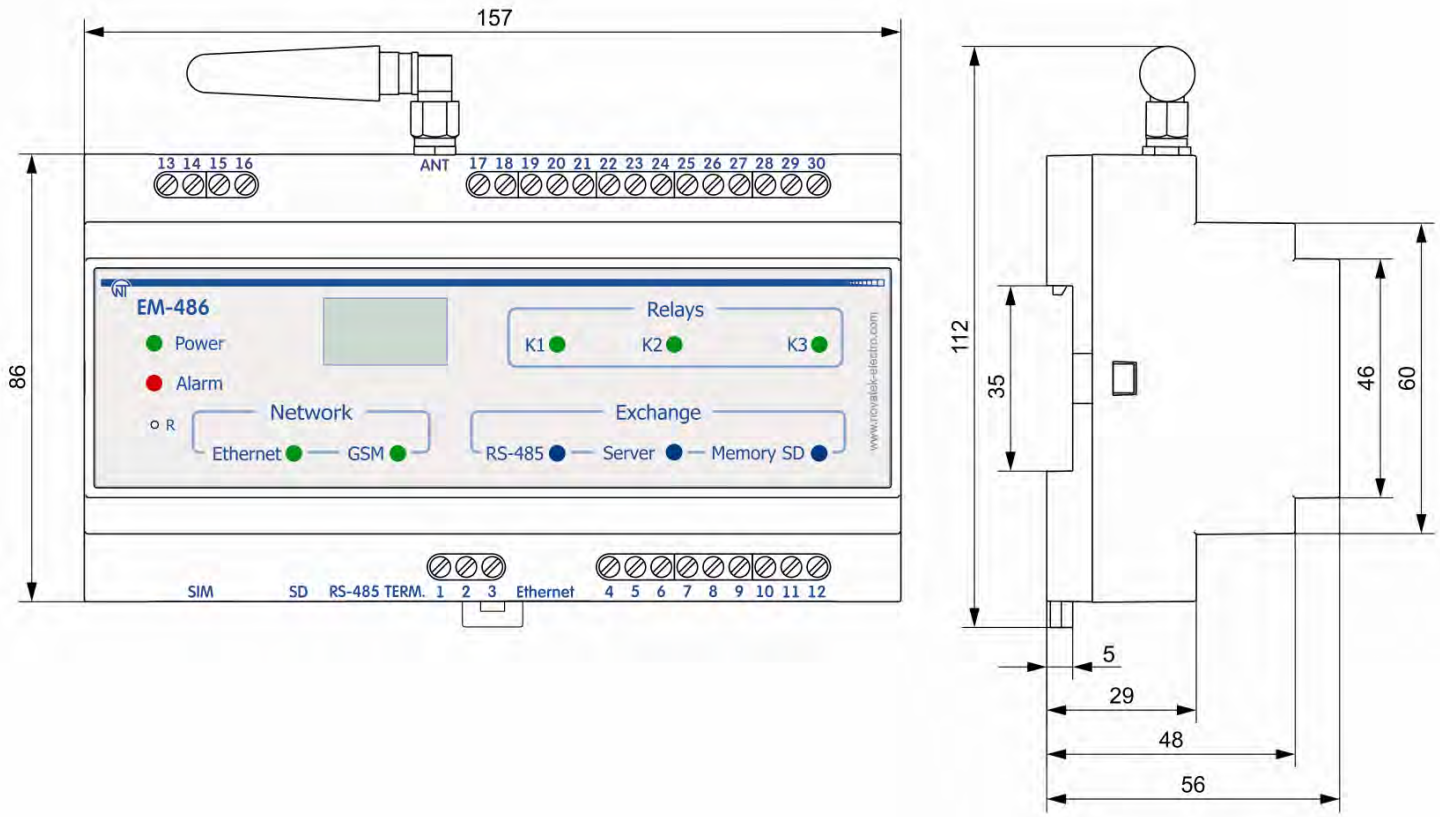 157
13 14 15 16
ANT
17 18 19 20 21 22 23 24 25 26 27 28 29 30
NT
EM-486
Power
Alarm
R
Relays
K1 K2 K3
Network
Ethernet GSM
Exchange
RS-485 Server Memory SD
www.novatek-electro.com
86
SIM SD RS-485 TERM. 1 2 3 Ethernet 4 5 6 7 8 9 10 11 12
112
35
46
60
5
29
48
56